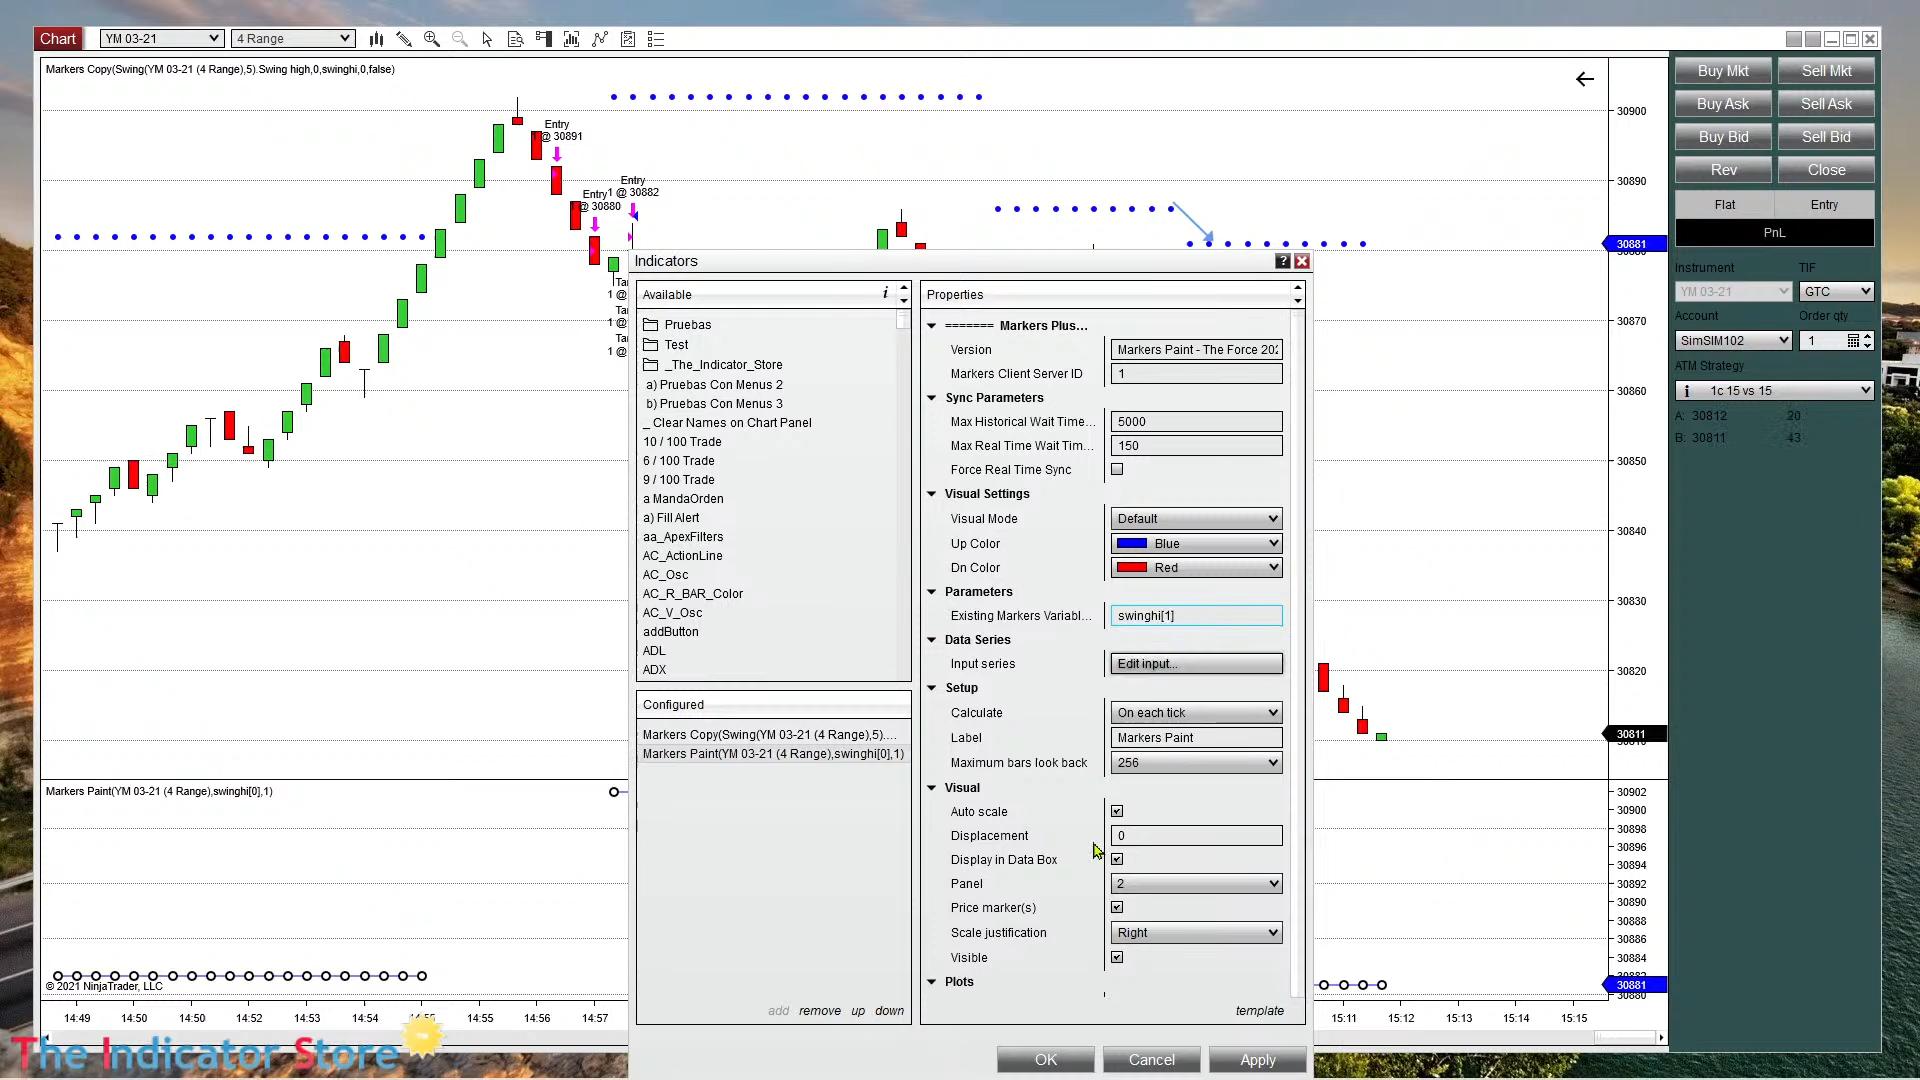 Chart
YM 03-21
4 Range
Markers Copy(Swing(YM 03-21 (4 Range),5).Swing high,0,swinghi,0,false)
Entry
1 @ 30891
Entry
1 @ 30882
Entry
1 @ 30880
1 @
1 @
1 @
30900
30890
30881
30870
30860
30850
30840
30830
30820
30811
Buy Mkt
Sell Mkt
Buy Ask
Sell Ask
Buy Bid
Sell Bid
Rev
Close
Flat
Entry
PnL
Instrument
TIF
YM 03-21
GTC
Account
Order qty
SimSIM102
1
ATM Strategy
i 1c 15 vs 15
A: 30812 20
B: 30811 43
Indicators
?
Available
i
Pruebas
Test
_The_Indicator_Store
a) Pruebas Con Menus 2
b) Pruebas Con Menus 3
_ Clear Names on Chart Panel
10 / 100 Trade
6 / 100 Trade
9 / 100 Trade
a MandaOrden
a) Fill Alert
aa_ApexFilters
AC_ActionLine
AC_Osc
AC_R_BAR_Color
AC_V_Osc
addButton
ADL
ADX
Configured
Markers Copy(Swing(YM 03-21 (4 Range),5)....
Markers Paint(YM 03-21 (4 Range),swinghi[0],1)
add remove up down
Properties
======= Markers Plus...
Version
Markers Paint - The Force 202
Markers Client Server ID
1
Sync Parameters
Max Historical Wait Time...
5000
Max Real Time Wait Tim...
150
Force Real Time Sync
Visual Settings
Visual Mode
Default
Up Color
Blue
Dn Color
Red
Parameters
Existing Markers Variabl...
swinghi[1]
Data Series
Input series
Edit input...
Setup
Calculate
On each tick
Label
Markers Paint
Maximum bars look back
256
Visual
Auto scale
Displacement
0
Display in Data Box
Panel
2
Price marker(s)
Scale justification
Right
Visible
Plots
template
OK
Cancel
Apply
Markers Paint(YM 03-21 (4 Range),swinghi[0],1)
30902
30900
30898
30896
30894
30892
30890
30888
30886
30884
30881
30880
© 2021 NinjaTrader, LLC
14:49
14:50
14:50
14:52
14:53
14:54
14:55
14:55
14:56
14:57
15:11
15:12
15:13
15:14
15:15
The Indicator Store